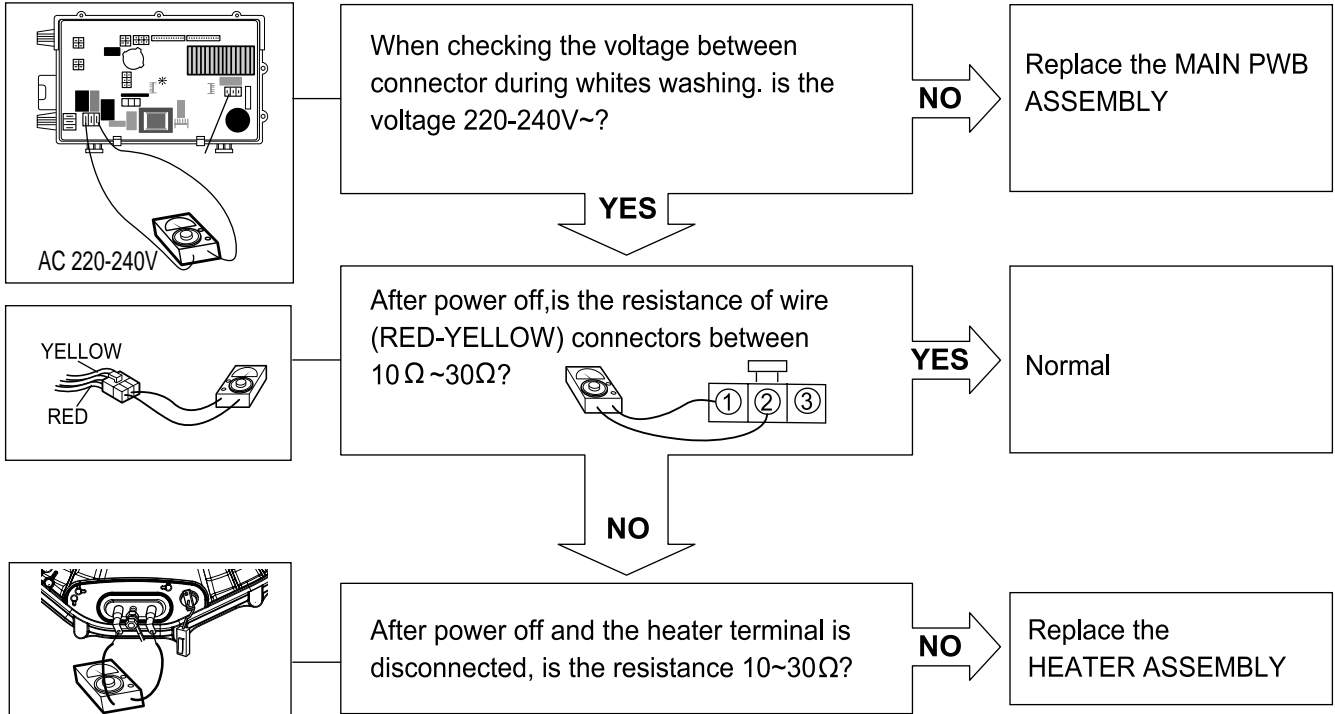 AC 220-240V
When checking the voltage between
connector during whites washing. is the
voltage 220-240V~?
NO
Replace the MAIN PWB
ASSEMBLY
YES
YELLOW
RED
After power off,is the resistance of wire
(RED-YELLOW) connectors between
10Ω~30Ω?
① ② ③
YES
Normal
NO
After power off and the heater terminal is
disconnected, is the resistance 10~30Ω?
NO
Replace the
HEATER ASSEMBLY